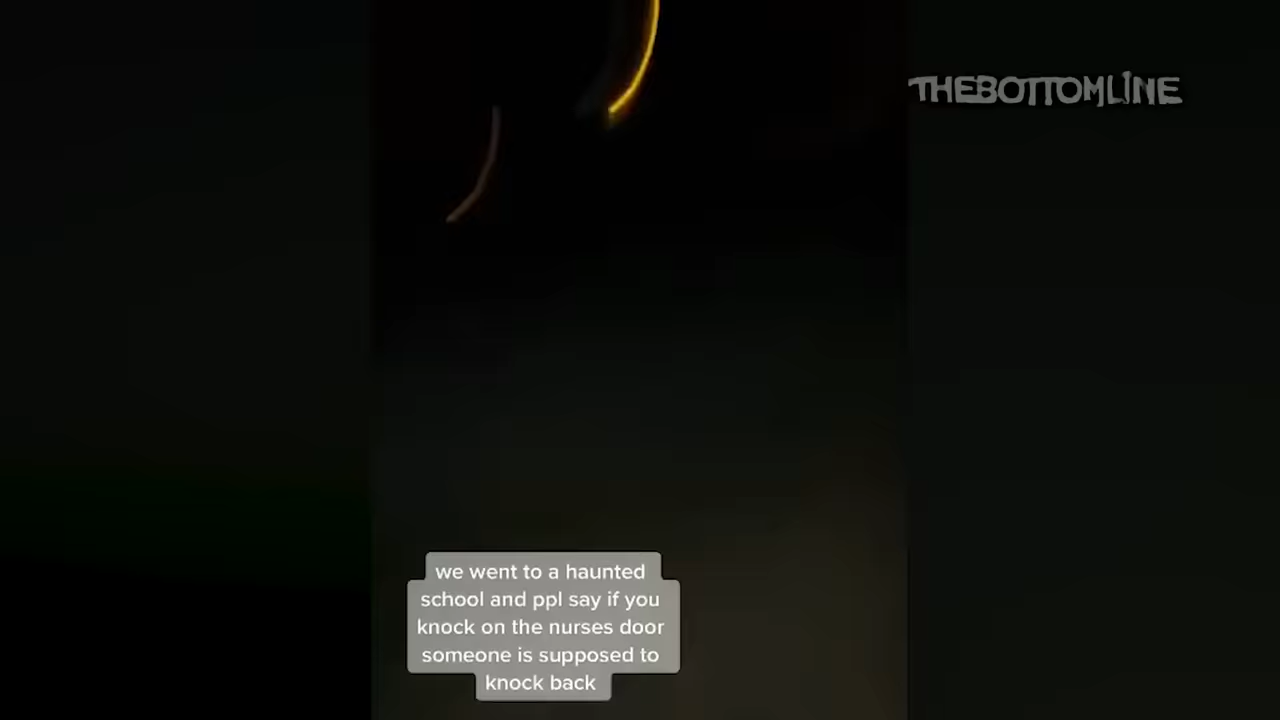 THEBOTTOMLINE
we went to a haunted
school and ppl say if you
knock on the nurses door
someone is supposed to
knock back